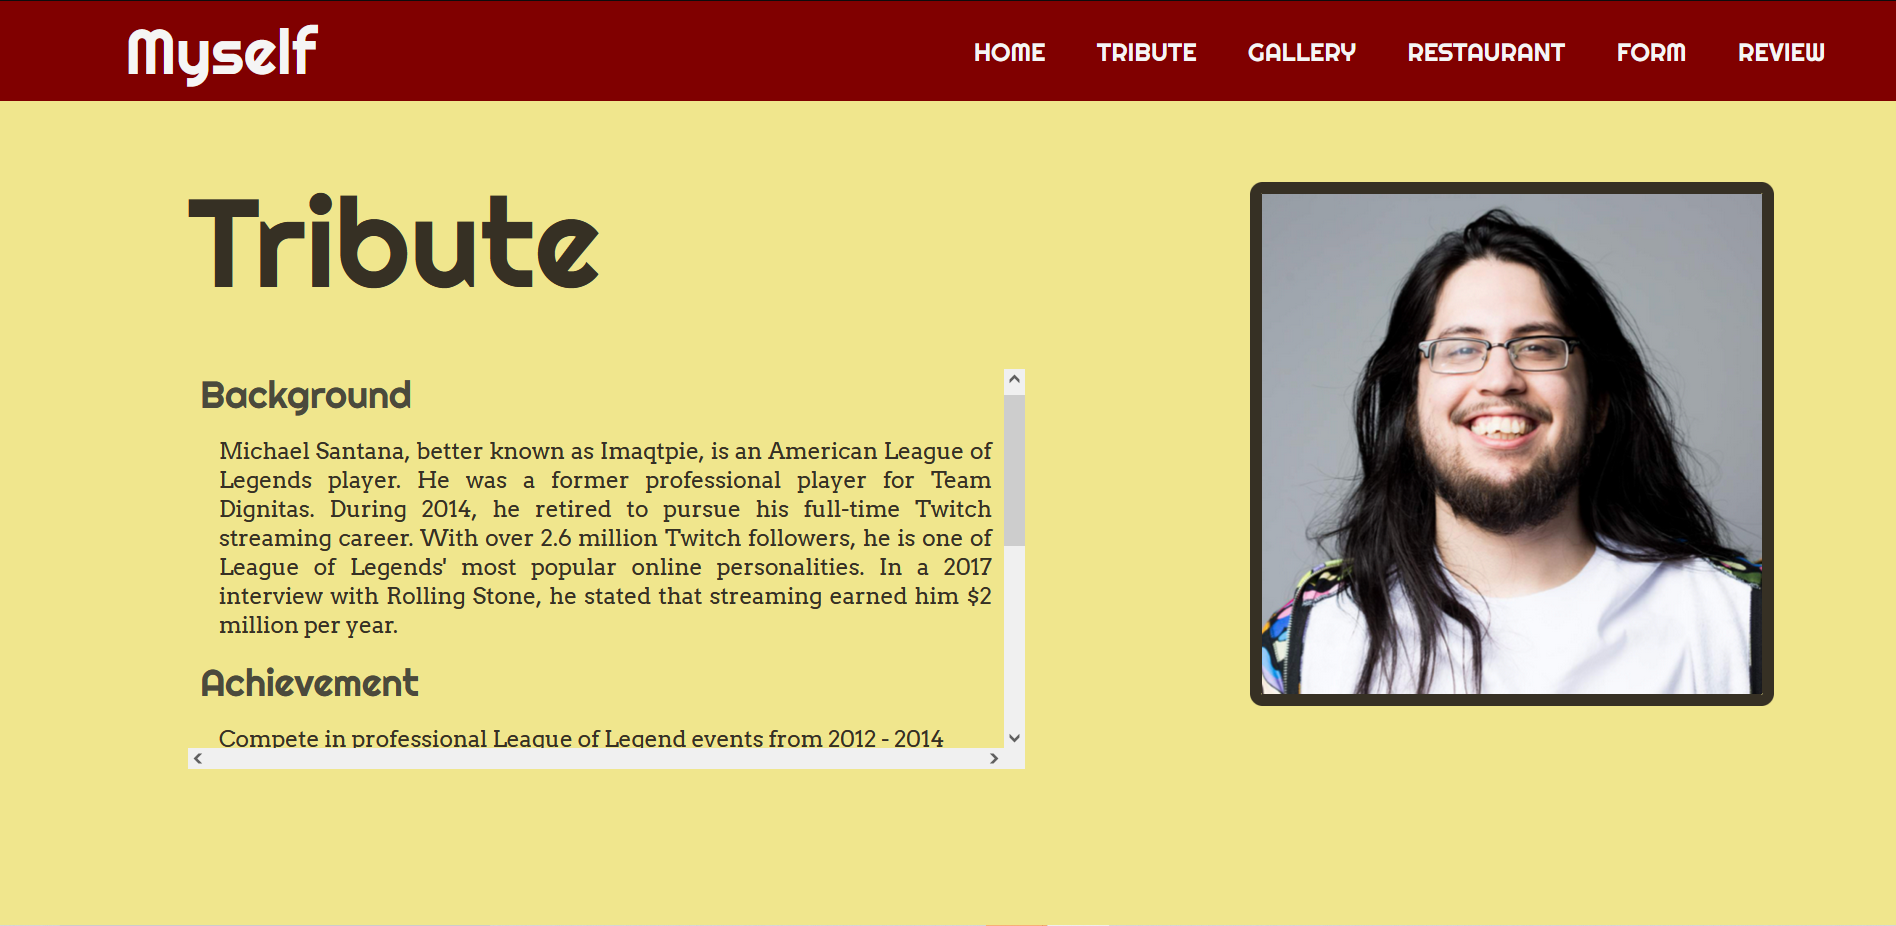 Myself
HOME TRIBUTE GALLERY RESTAURANT FORM REVIEW
Tribute
Background
Michael Santana, better known as Imaqtpie, is an American League of
Legends player. He was a former professional player for Team
Dignitas. During 2014, he retired to pursue his full-time Twitch
streaming career. With over 2.6 million Twitch followers, he is one of
League of Legends' most popular online personalities. In a 2017
interview with Rolling Stone, he stated that streaming earned him $2
million per year.
Achievement
Compete in professional League of Legend events from 2012 - 2014